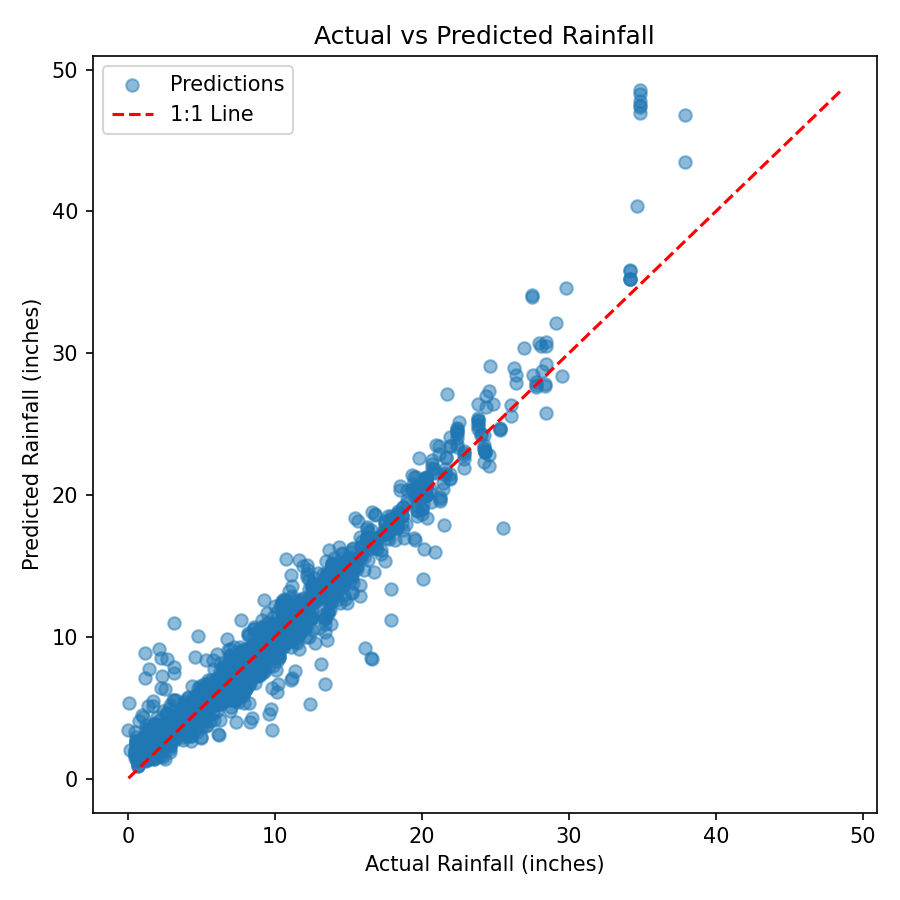 Actual vs Predicted Rainfall
Predictions
1:1 Line
Predicted Rainfall (inches)
50
40
30
20
10
0
0 10 20 30 40 50
Actual Rainfall (inches)